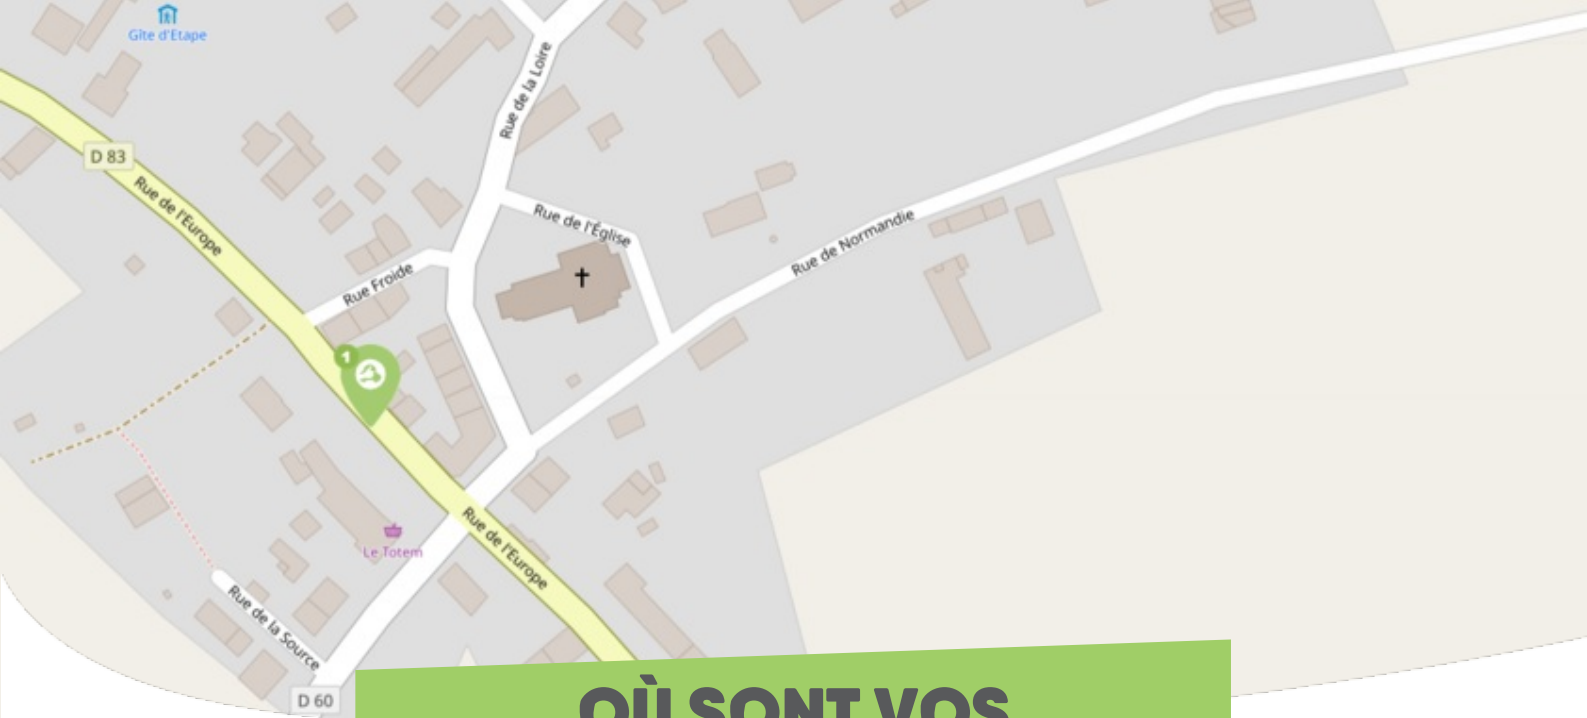 Gîte d'Etape
Rue de la Loire
D 83
Rue de l'Europe
Rue de l'Église
Rue de Normandie
Rue Froide
1
Rue de l'Europe
Le Totem
Rue de la Source
D 60
OÙ SONT VOS